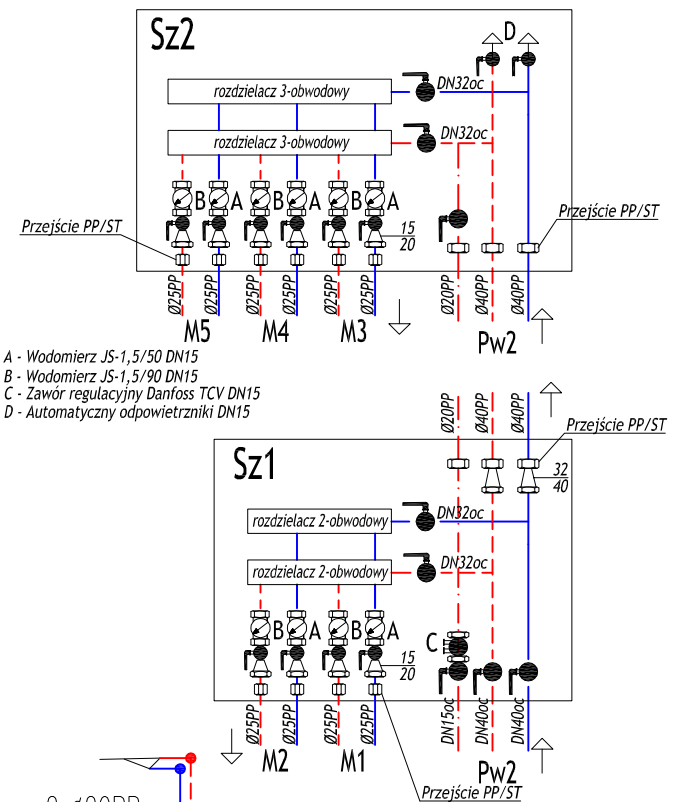 Sz2
D
rozdzielacz 3-obwodowy
DN32oc
rozdzielacz 3-obwodowy
DN32oc
B A B A B A
Przejście PP/ST
15
20
Przejście PP/ST
Ø25PP Ø25PP Ø25PP Ø25PP Ø25PP Ø25PP Ø20PP Ø40PP Ø40PP
M5 M4 M3 Pw2
A - Wodomierz JS-1,5/50 DN15
B - Wodomierz JS-1,5/90 DN15
C - Zawór regulacyjny Danfoss TCV DN15
D - Automatyczny odpowietrzniki DN15
Ø20PP Ø40PP Ø40PP
Przejście PP/ST
Sz1
32
40
rozdzielacz 2-obwodowy
DN32oc
rozdzielacz 2-obwodowy
DN32oc
B A B A C
15
20
Ø25PP Ø25PP Ø25PP Ø25PP DN15oc DN40oc DN40oc
M2 M1 Pw2
Przejście PP/ST